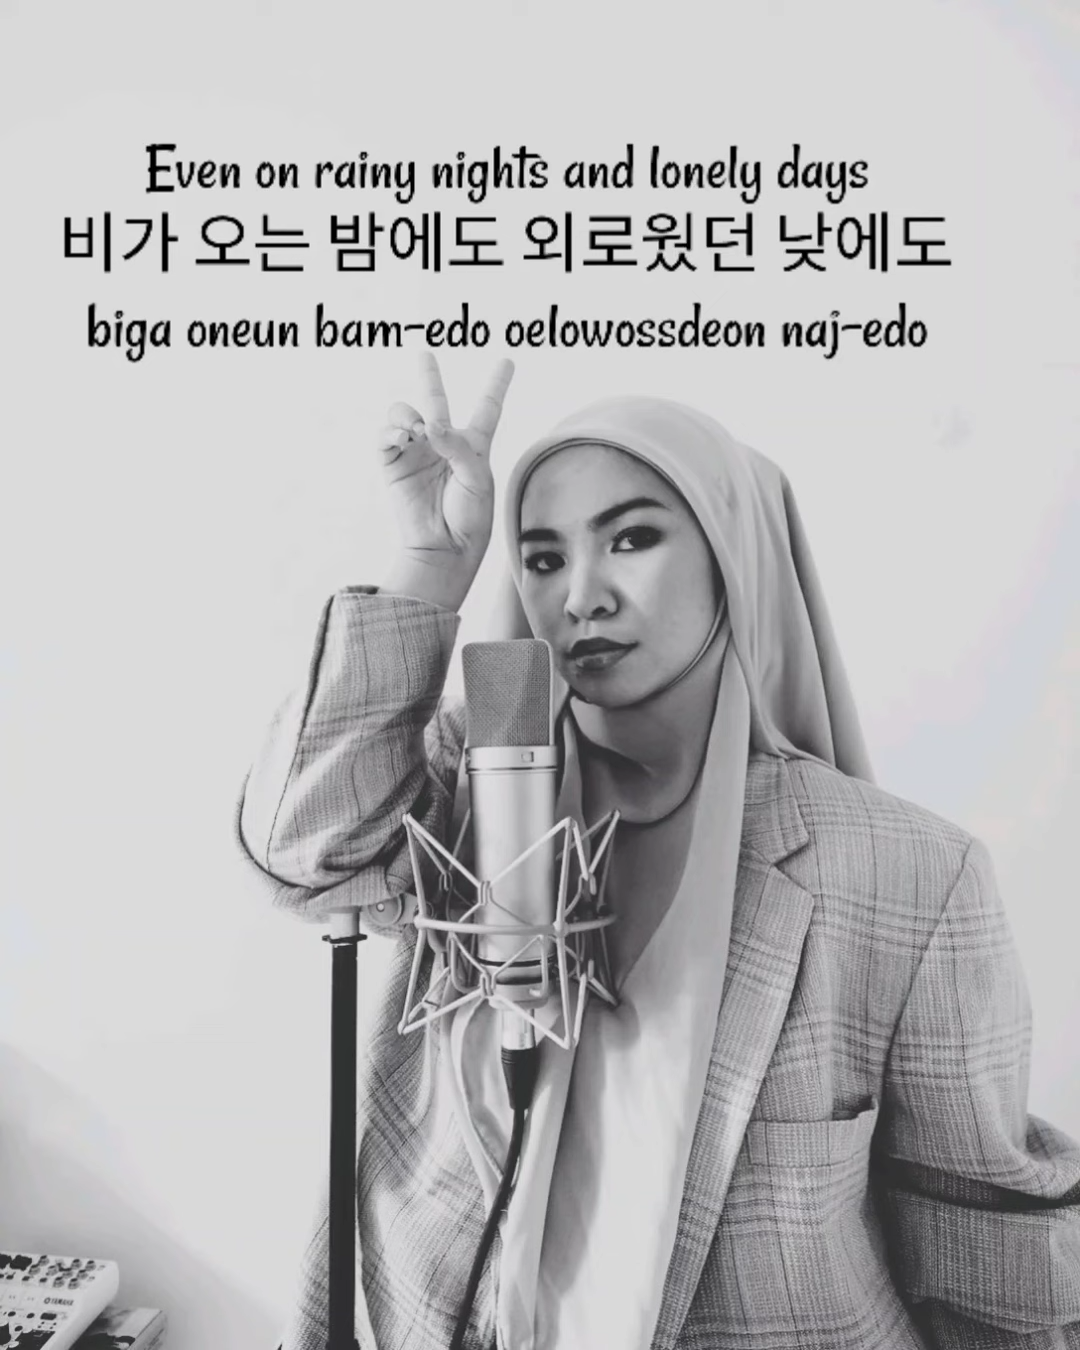 Even on rainy nights and lonely days
비가 오는 밤에도 외로웠던 낮에도
biga oneun bam-edo oelowossdeon naj-edo
YAMAHA